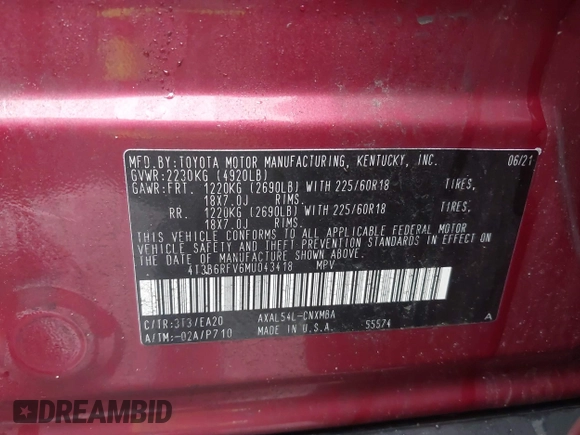 MFD.BY:TOYOTA MOTOR MANUFACTURING, KENTUCKY, INC. 06/21
GVWR:2230KG (4920LB)
GAWR:FRT. 1220KG (2690LB) WITH 225/60R18 TIRES,
18X7.0J RIMS.
RR. 1220KG (2690LB) WITH 225/60R18 TIRES,
18X7.0J RIMS.
THIS VEHICLE CONFORMS TO ALL APPLICABLE FEDERAL MOTOR
VEHICLE SAFETY AND THEFT PREVENTION STANDARDS IN EFFECT ON
THE DATE OF MANUFACTURE SHOWN ABOVE.
4T3B6RFV6MU043418 MPV
C/TR:3T3/EA20 AXAL54L-CNXMBA A
A/TM:-02A/P710 MADE IN U.S.A. 55574
DREAMBID